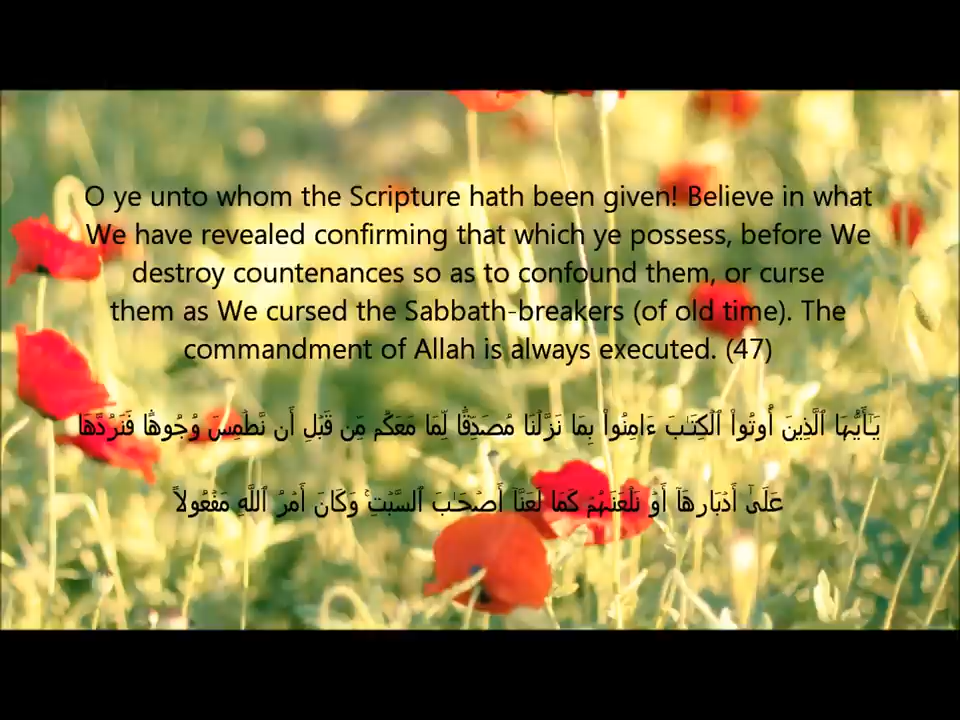 O ye unto whom the Scripture hath been given! Believe in what
We have revealed confirming that which ye possess, before We
destroy countenances so as to confound them, or curse
them as We cursed the Sabbath-breakers (of old time). The
commandment of Allah is always executed. (47)
يَـٰٓأَيُّہَا ٱلَّذِينَ أُوتُواْ ٱلۡكِتَـٰبَ ءَامِنُواْ بِمَا نَزَّلۡنَا مُصَدِّقً۬ا لِّمَا مَعَكُم مِّن قَبۡلِ أَن نَّطۡمِسَ وُجُوهً۬ا فَنَرُدَّهَا
عَلَىٰٓ أَدۡبَارِهَآ أَوۡ نَلۡعَنَہُمۡ كَمَا لَعَنَّآ أَصۡحَـٰبَ ٱلسَّبۡتِ‌ۚ وَكَانَ أَمۡرُ ٱللَّهِ مَفۡعُولاً